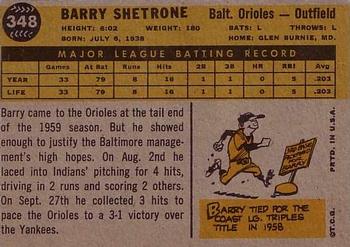 348
BARRY SHETRONE
Balt. Orioles — Outfield
HEIGHT: 6:02 WEIGHT: 180 BATS: L THROWS: L
BORN: JULY 6, 1938 HOME: GLEN BURNIE, MD.
MAJOR LEAGUE BATTING RECORD
Games At Bat Runs Hits 2B 3B HR RBI Avg.
YEAR 33 79 8 16 1 1 0 5 .203
LIFE 33 79 8 16 1 1 0 5 .203
Barry came to the Orioles at the tail end
of the 1959 season. But he showed
enough to justify the Baltimore manage-
ment's high hopes. On Aug. 2nd he
laced into Indians' pitching for 4 hits,
driving in 2 runs and scoring 2 others.
On Sept. 27th he collected 3 hits to
pace the Orioles to a 3-1 victory over
the Yankees.
BARRY TIED FOR THE
COAST LG. TRIPLES
TITLE IN 1958
©T.C.G. PRTD. IN U.S.A.